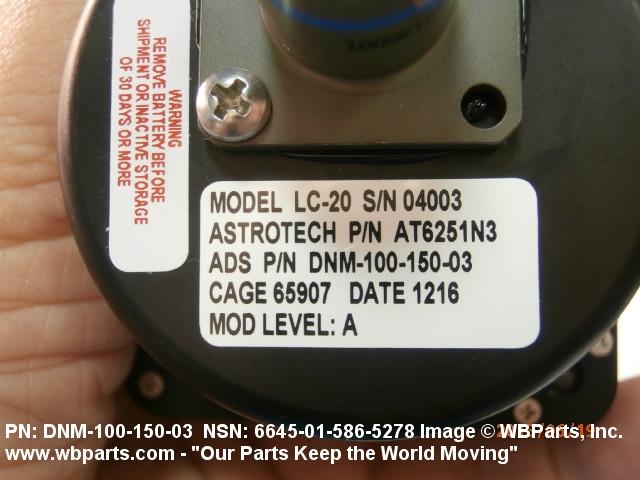 WARNING
REMOVE BATTERY BEFORE
SHIPMENT OR INACTIVE STORAGE
OF 30 DAYS OR MORE
MODEL LC-20 S/N 04003
ASTROTECH P/N AT6251N3
ADS P/N DNM-100-150-03
CAGE 65907 DATE 1216
MOD LEVEL: A
PN: DNM-100-150-03 NSN: 6645-01-586-5278 Image © WBParts, Inc.
www.wbparts.com - "Our Parts Keep the World Moving"